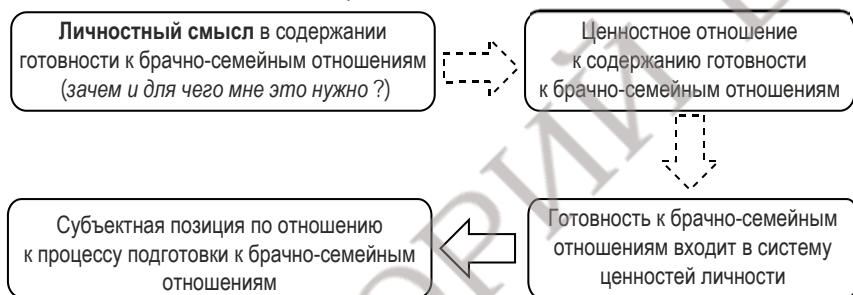 Личностный смысл в содержании
готовности к брачно-семейным отношениям
(зачем и для чего мне это нужно ?)
Ценностное отношение
к содержанию готовности
к брачно-семейным отношениям
Готовность к брачно-семейным
отношениям входит в систему
ценностей личности
Субъектная позиция по отношению
к процессу подготовки к брачно-семейным
отношениям